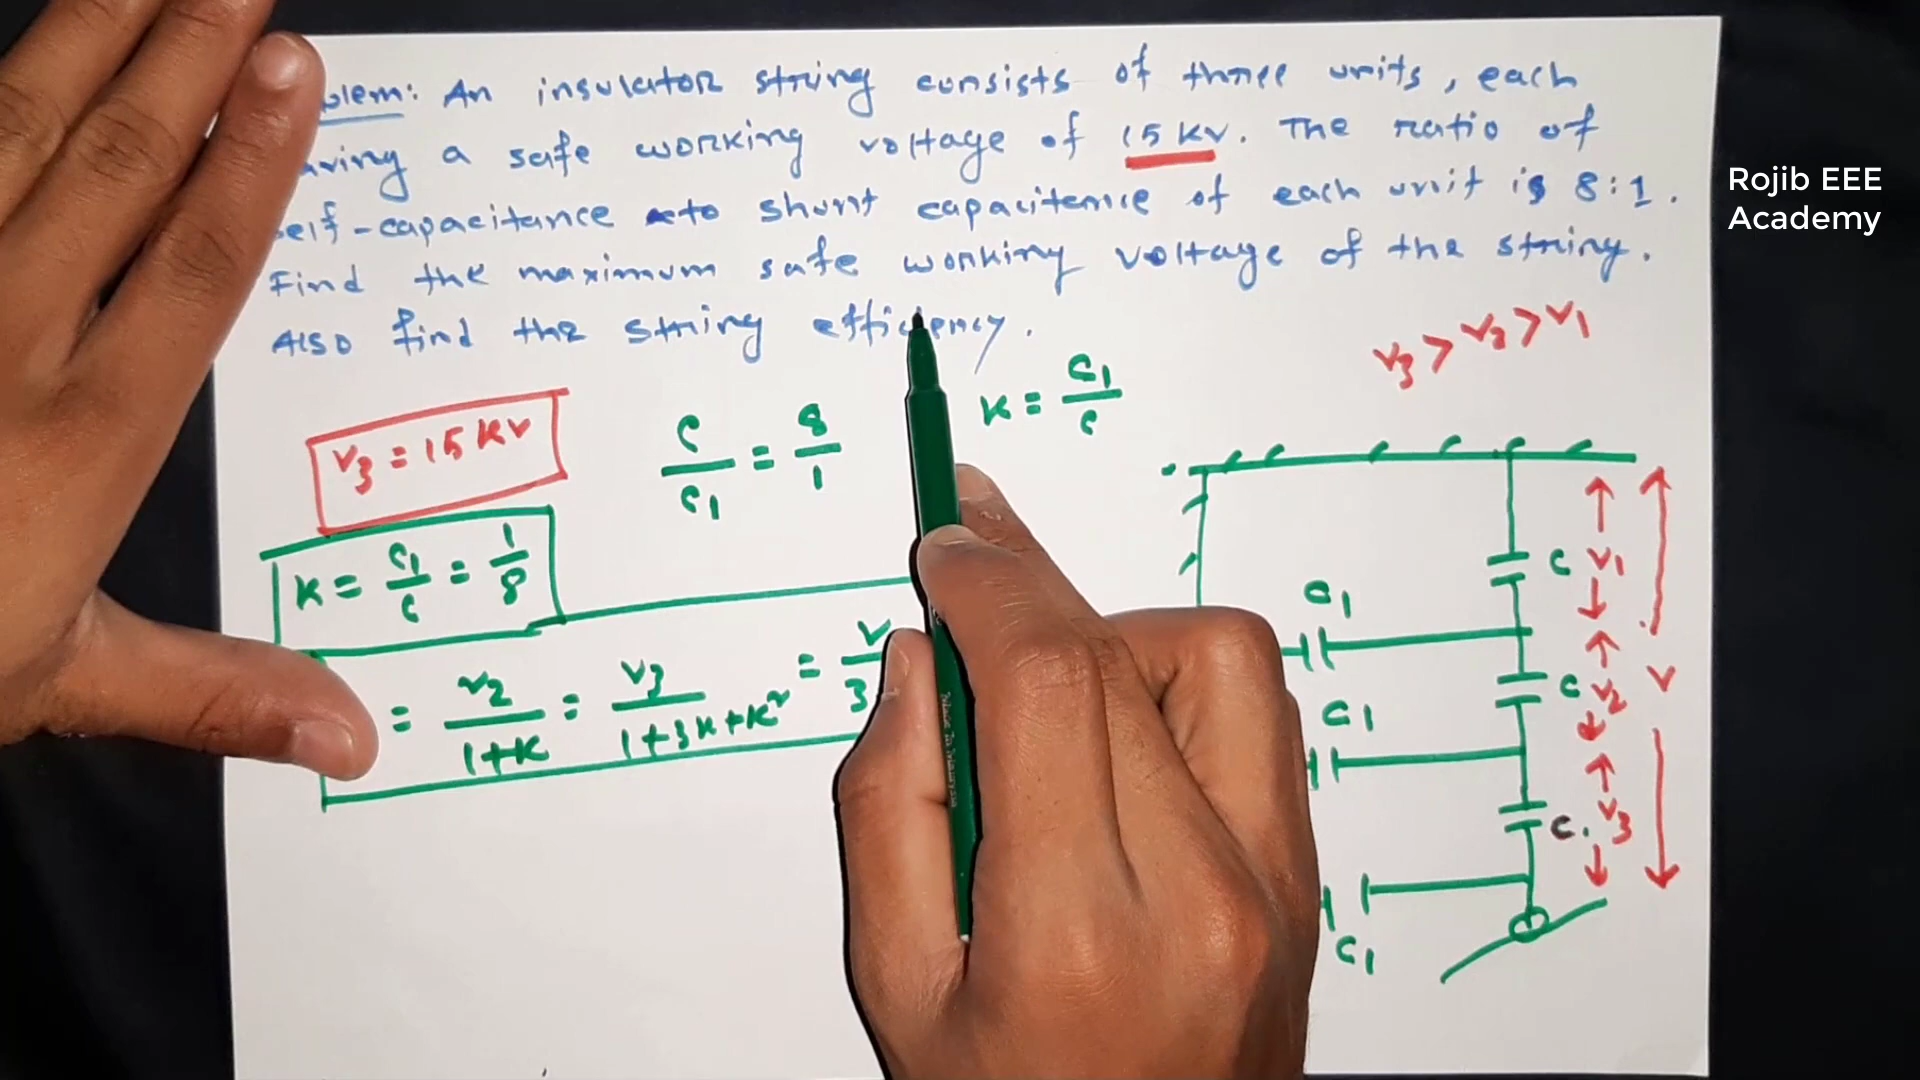 An insulator string consists of three units, each
a safe working voltage of 15 kV. The ratio of
self-capacitance to shunt capacitance of each unit is 8:1.
Find the maximum safe working voltage of the string.
Also find the string efficiency.
V3 > V2 > V1
V3 = 15 kV
C/C1 = 8/1
K = C1/C
K = C1/C = 1/8
= V2/1+K = V3/1+3K+K² = V/3
C1
C1
C1
C V1
C V2
C. V3
V
Rojib EEE
Academy